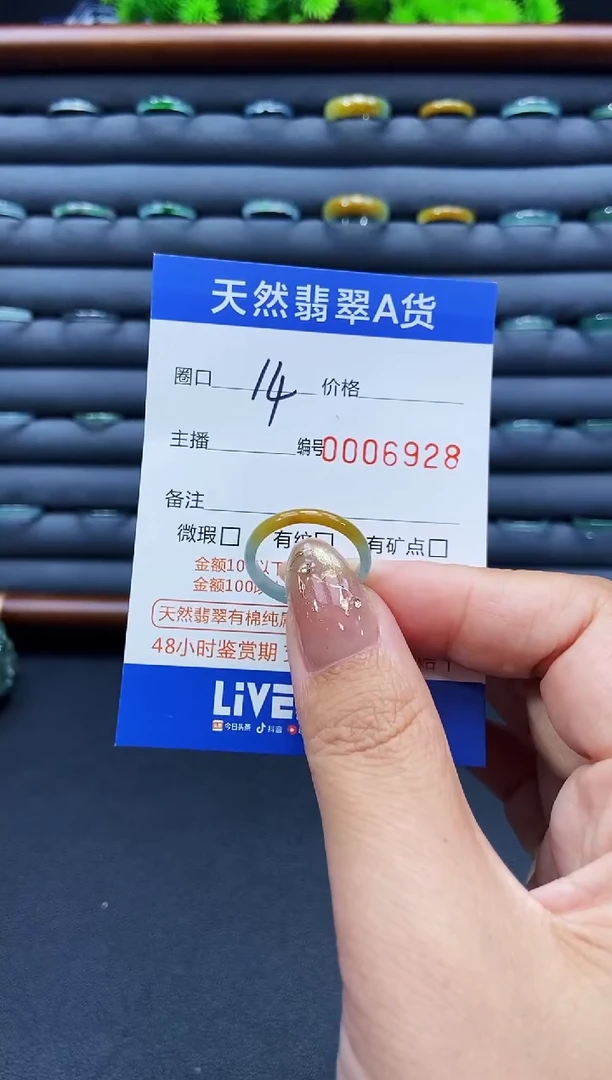 天然翡翠A货
圈口 14 价格
主播 编号0006928
备注
微瑕 有纹 有矿点
金额10 以下
金额100
天然翡翠有棉纯属
48小时鉴赏期
LiVE
今日头条 抖音